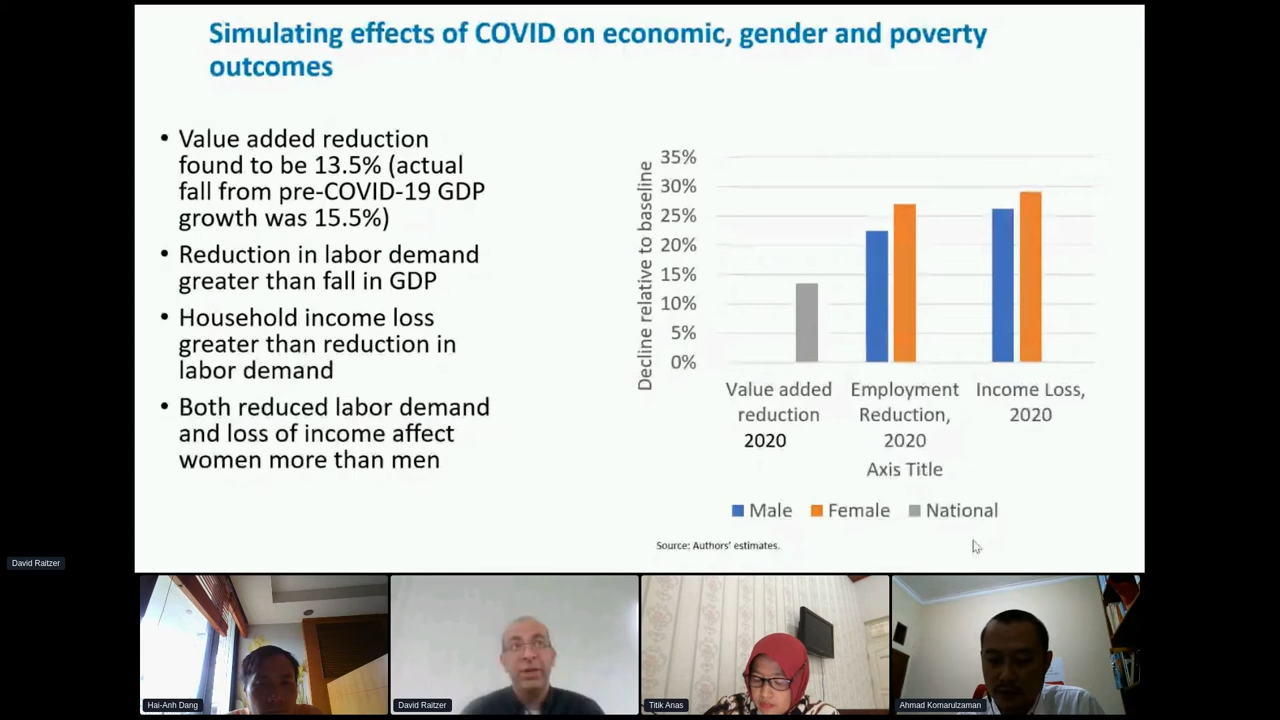 Simulating effects of COVID on economic, gender and poverty
outcomes
• Value added reduction
found to be 13.5% (actual
fall from pre-COVID-19 GDP
growth was 15.5%)
• Reduction in labor demand
greater than fall in GDP
• Household income loss
greater than reduction in
labor demand
• Both reduced labor demand
and loss of income affect
women more than men
Decline relative to baseline
35%
30%
25%
20%
15%
10%
5%
0%
Value added
reduction
2020
Employment
Reduction,
2020
Income Loss,
2020
Axis Title
Male Female National
Source: Authors' estimates.
David Raitzer
Hai-Anh Dang
David Raitzer
Titik Anas
Ahmad Komarulzaman